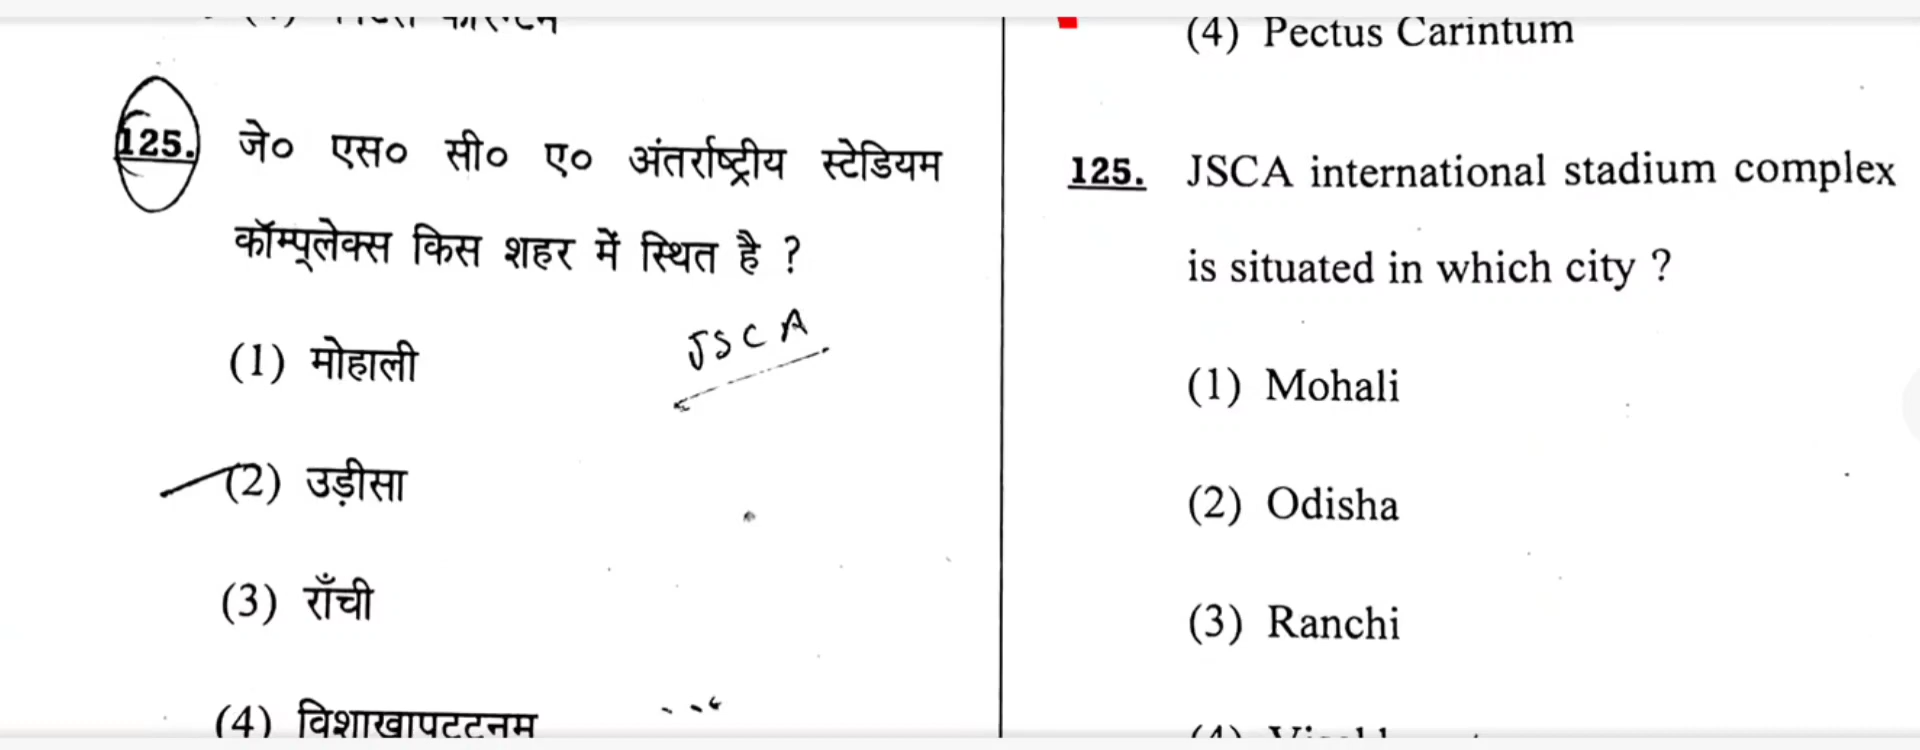 125. जे० एस० सी० ए० अंतर्राष्ट्रीय स्टेडियम
कॉम्पूलेक्स किस शहर में स्थित है ?
JSCA
(1) मोहाली
(2) उड़ीसा
(3) राँची
(4) विशाखापट्टनम
(4) Pectus Carintum
125. JSCA international stadium complex
is situated in which city ?
(1) Mohali
(2) Odisha
(3) Ranchi